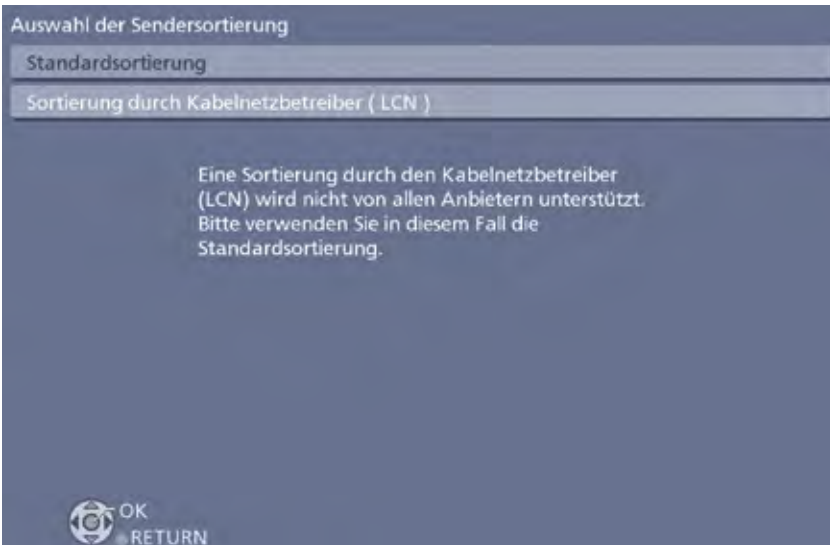 Auswahl der Sendersortierung
Standardsortierung
Sortierung durch Kabelnetzbetreiber ( LCN )
Eine Sortierung durch den Kabelnetzbetreiber
(LCN) wird nicht von allen Anbietern unterstützt.
Bitte verwenden Sie in diesem Fall die
Standardsortierung.
OK
RETURN